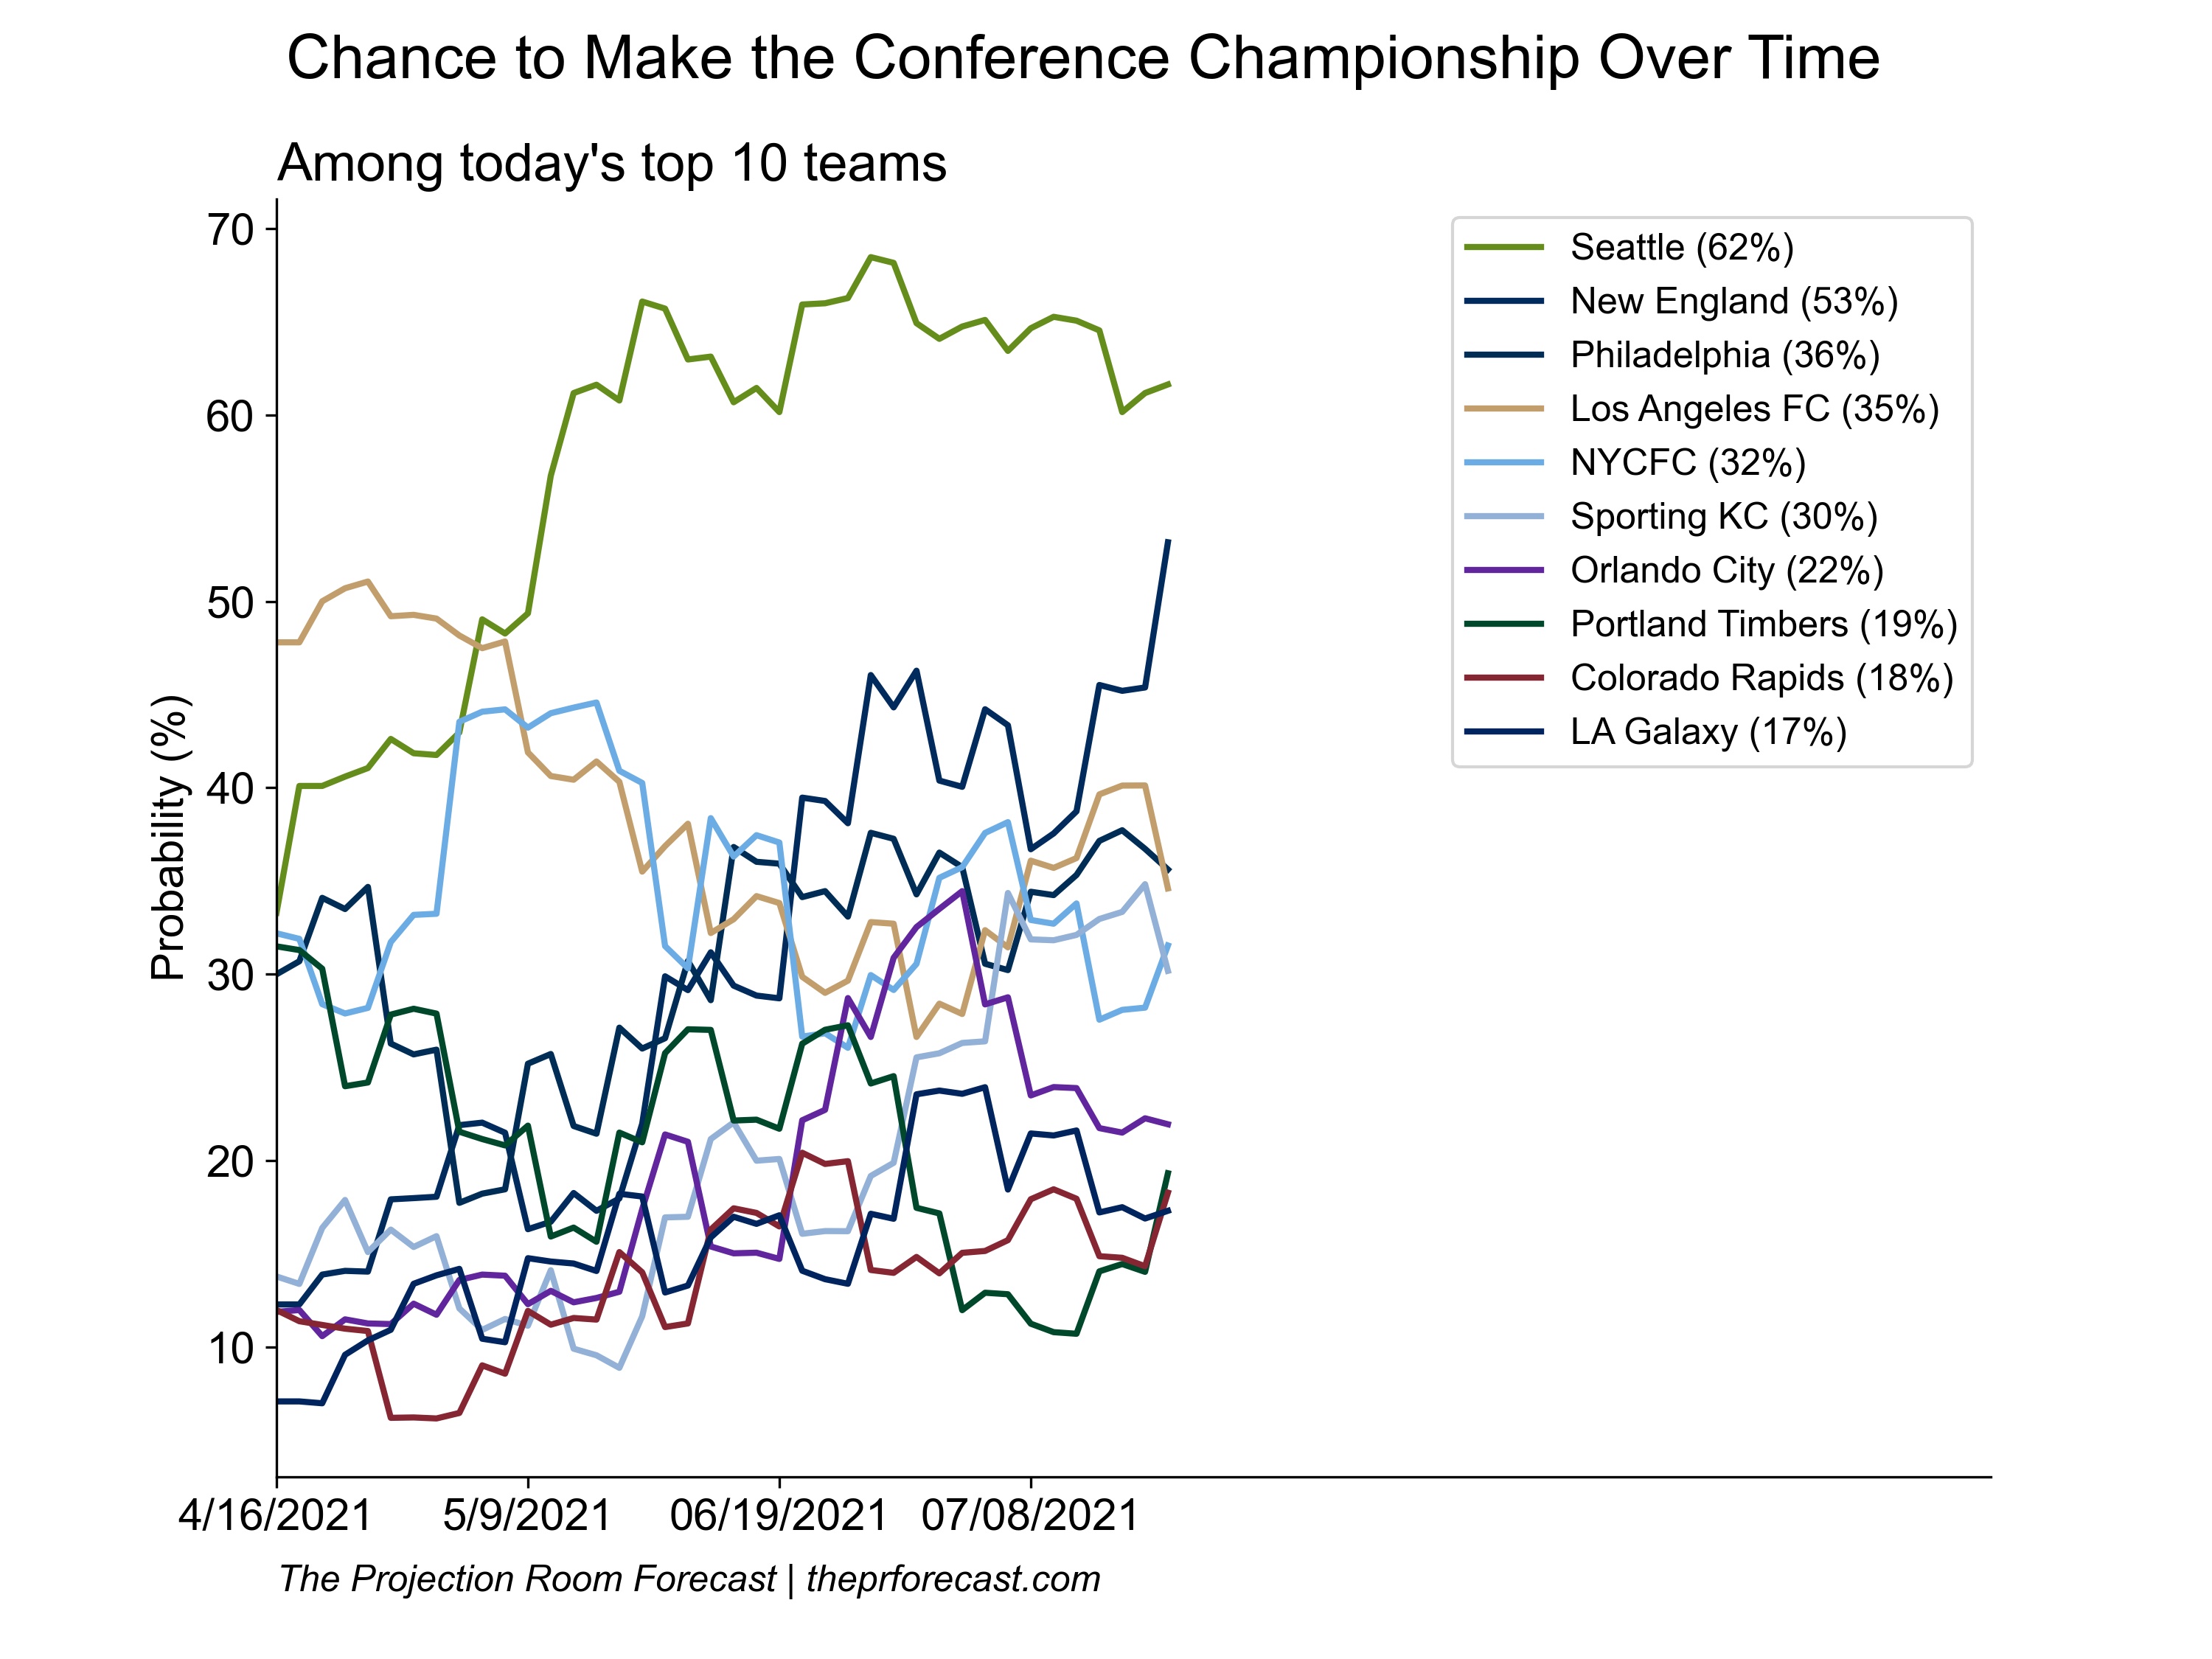 Chance to Make the Conference Championship Over Time
Among today's top 10 teams
70
60
50
40
30
20
10
Probability (%)
Seattle (62%)
New England (53%)
Philadelphia (36%)
Los Angeles FC (35%)
NYCFC (32%)
Sporting KC (30%)
Orlando City (22%)
Portland Timbers (19%)
Colorado Rapids (18%)
LA Galaxy (17%)
4/16/2021 5/9/2021 06/19/2021 07/08/2021
The Projection Room Forecast | theprforecast.com